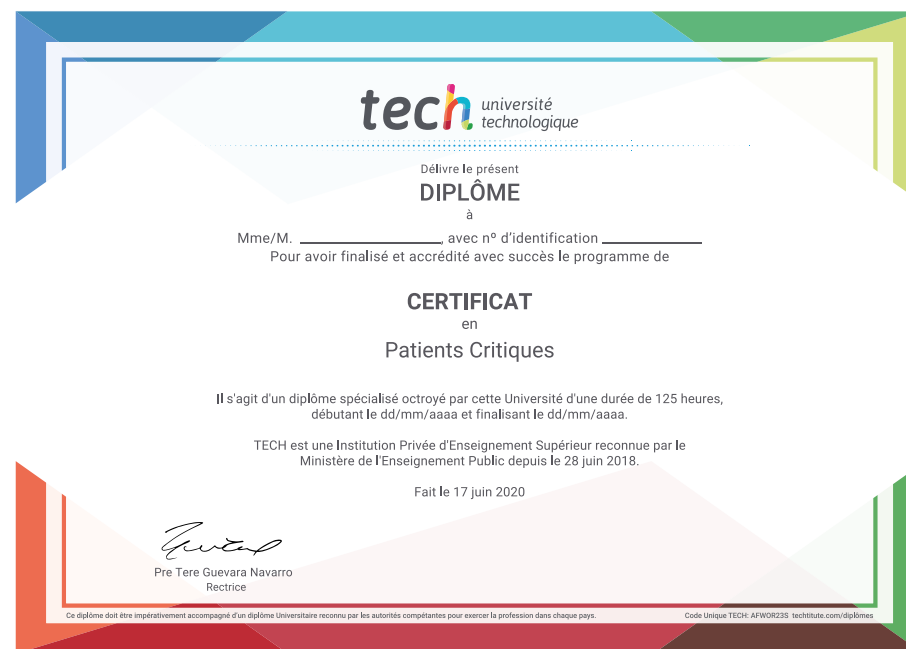 tech université
technologique
Délivre le présent
DIPLÔME
à
Mme/M. ____________________, avec nº d'identification ______________
Pour avoir finalisé et accrédité avec succès le programme de
CERTIFICAT
en
Patients Critiques
Il s'agit d'un diplôme spécialisé octroyé par cette Université d'une durée de 125 heures,
débutant le dd/mm/aaaa et finalisant le dd/mm/aaaa.
TECH est une Institution Privée d'Enseignement Supérieur reconnue par le
Ministère de l'Enseignement Public depuis le 28 juin 2018.
Fait le 17 juin 2020
Pre Tere Guevara Navarro
Rectrice
Ce diplôme doit être impérativement accompagné d'un diplôme Universitaire reconnu par les autorités compétantes pour exercer la profession dans chaque pays. Code Unique TECH: AFWOR23S techtitute.com/diplômes